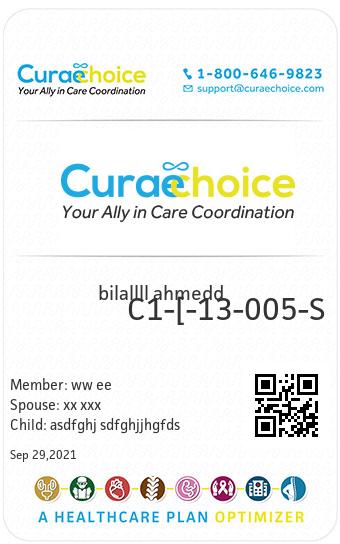 Curaechoice
Your Ally in Care Coordination
1-800-646-9823
support@curaechoice.com
Curaechoice
Your Ally in Care Coordination
bilallll ahmedd
C1-[-13-005-S
Member: ww ee
Spouse: xx xxx
Child: asdfghj sdfghjjhgfds
Sep 29,2021
A HEALTHCARE PLAN OPTIMIZER